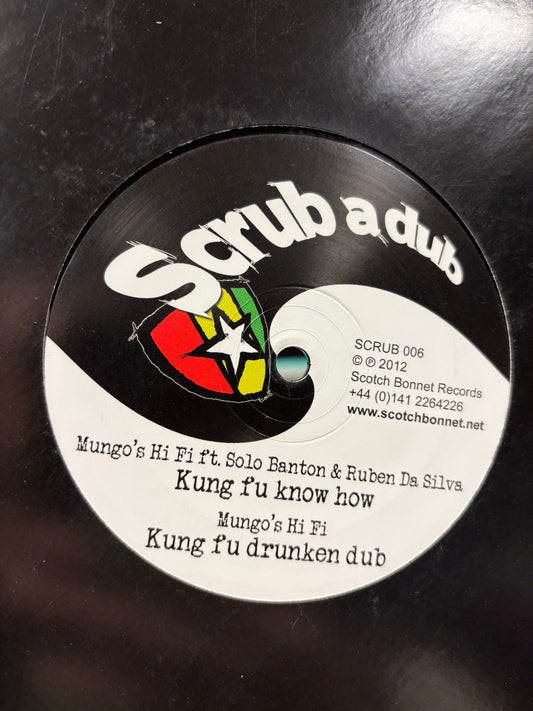 Scrub a dub
SCRUB 006
© ℗ 2012
Scotch Bonnet Records
+44 (0)141 2264226
www.scotchbonnet.net
Mungo's Hi Fi ft. Solo Banton & Ruben Da Silva
Kung fu know how
Mungo's Hi Fi
Kung fu drunken dub